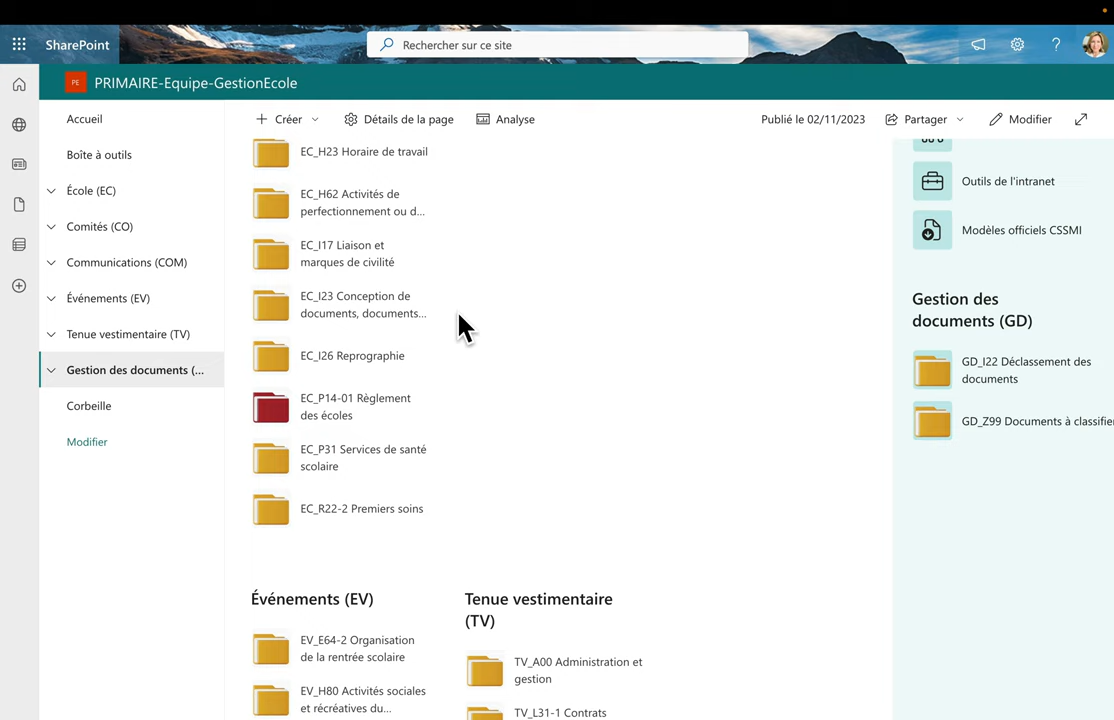 SharePoint
Rechercher sur ce site
?
PE
PRIMAIRE-Equipe-GestionEcole
Accueil
Boîte à outils
École (EC)
Comités (CO)
Communications (COM)
Événements (EV)
Tenue vestimentaire (TV)
Gestion des documents (...
Corbeille
Modifier
Créer
Détails de la page
Analyse
Publié le 02/11/2023
Partager
Modifier
EC_H23 Horaire de travail
EC_H62 Activités de
perfectionnement ou d...
EC_I17 Liaison et
marques de civilité
EC_I23 Conception de
documents, documents...
EC_I26 Reprographie
EC_P14-01 Règlement
des écoles
EC_P31 Services de santé
scolaire
EC_R22-2 Premiers soins
Événements (EV)
EV_E64-2 Organisation
de la rentrée scolaire
EV_H80 Activités sociales
et récréatives du...
Tenue vestimentaire
(TV)
TV_A00 Administration et
gestion
TV_L31-1 Contrats
Outils de l'intranet
Modèles officiels CSSMI
Gestion des
documents (GD)
GD_I22 Déclassement des
documents
GD_Z99 Documents à classifier